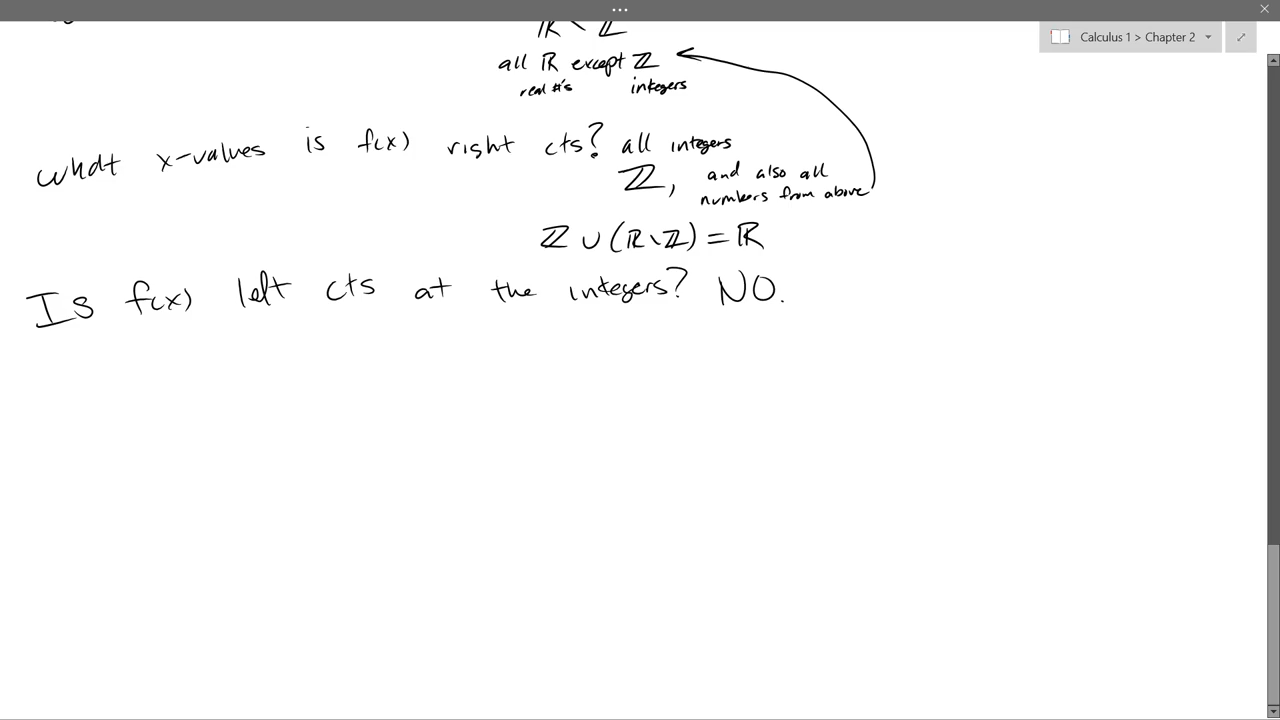 ...
Calculus 1 > Chapter 2
ℝ \ ℤ
all ℝ except ℤ
real #'s integers
What x-values is f(x) right cts? all integers
ℤ, and also all
numbers from above
ℤ ∪ (ℝ\ℤ) = ℝ
Is f(x) left cts at the integers? NO.